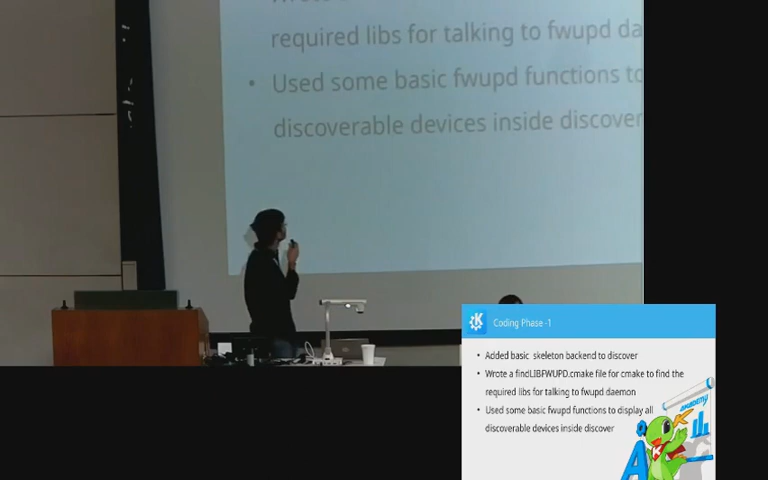 required libs for talking to fwupd da
• Used some basic fwupd functions to
discoverable devices inside discover
Coding Phase-1
• Added basic skeleton backend to discover
• Wrote a findLIBFWUPD.cmake file for cmake to find the
required libs for talking to fwupd daemon
• Used some basic fwupd functions to display all
discoverable devices inside discover